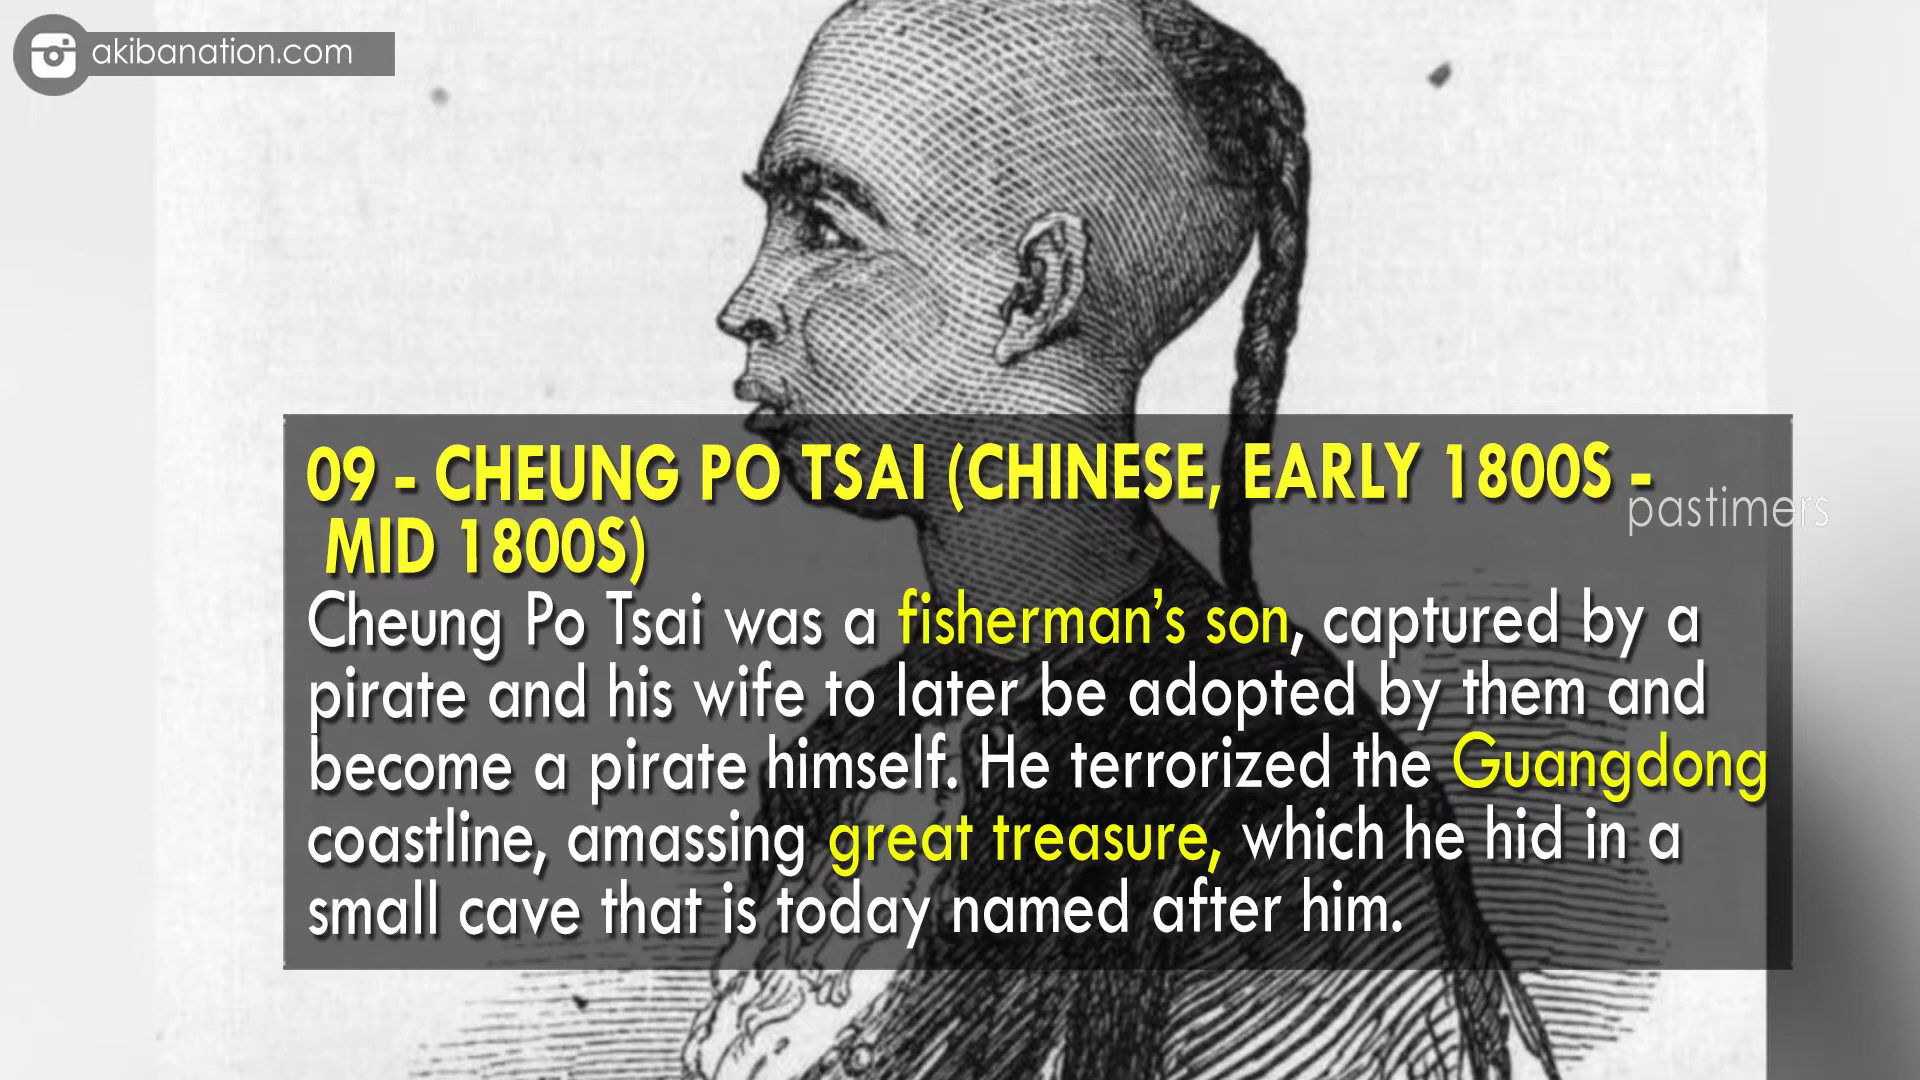 akibanation.com
09 - CHEUNG PO TSAI (CHINESE, EARLY 1800S -
pastimers
MID 1800S)
Cheung Po Tsai was a fisherman’s son, captured by a
pirate and his wife to later be adopted by them and
become a pirate himself. He terrorized the Guangdong
coastline, amassing great treasure, which he hid in a
small cave that is today named after him.